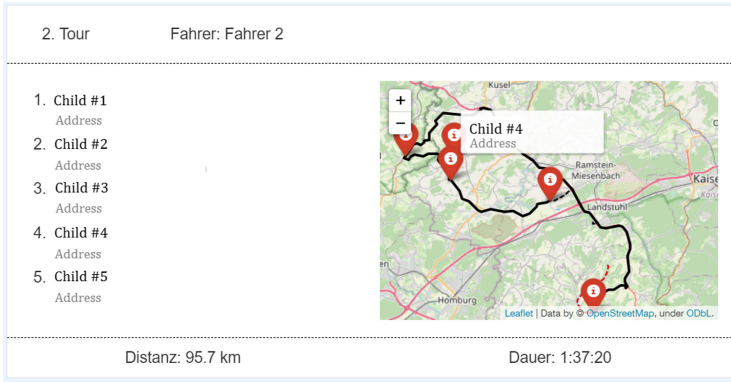 2. Tour Fahrer: Fahrer 2
1. Child #1
Address
2. Child #2
Address
3. Child #3
Address
4. Child #4
Address
5. Child #5
Address
+
−
Kusel
Child #4
Address
Ramstein-
Miesenbach
Kaise
Landstuhl
Homburg
Leaflet | Data by © OpenStreetMap, under ODbL.
Distanz: 95.7 km Dauer: 1:37:20